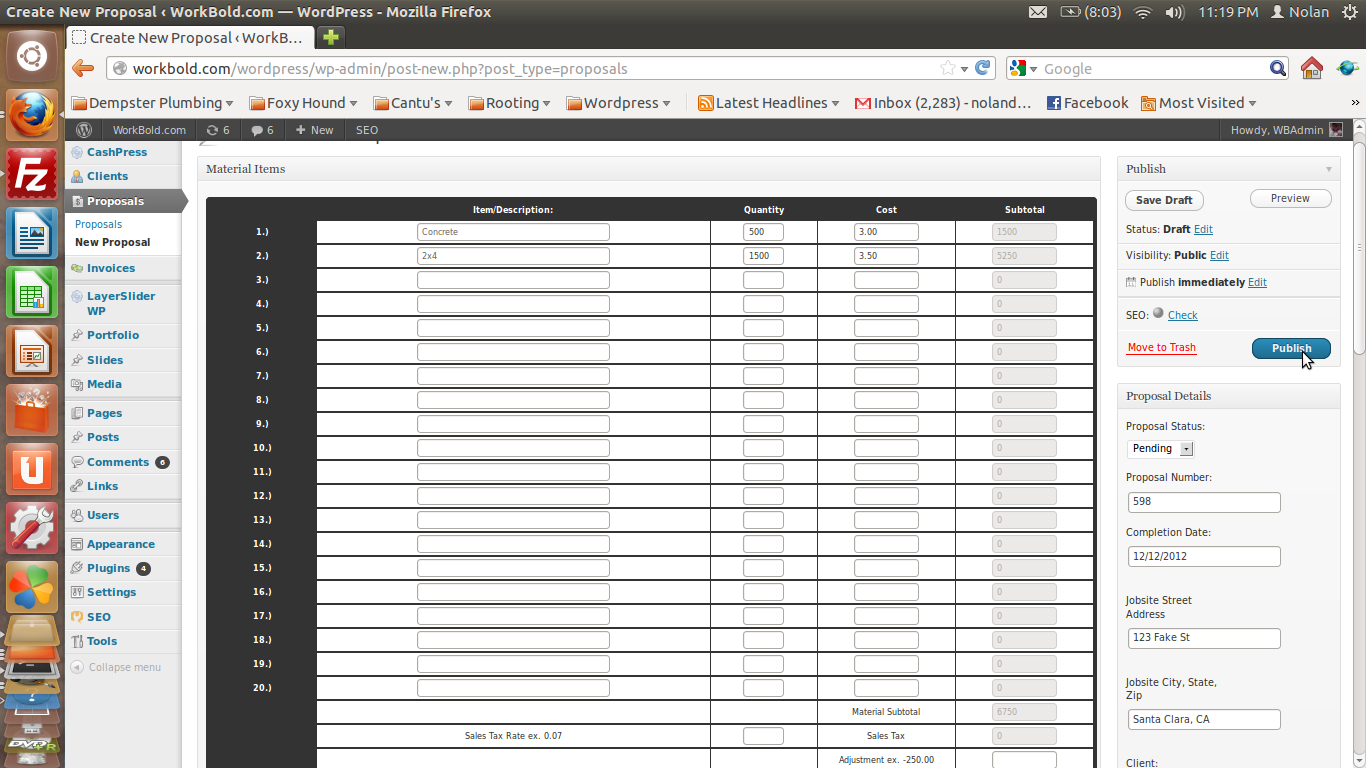 Create New Proposal ‹ WorkBold.com — WordPress - Mozilla Firefox
(8:03)
11:19 PM
Nolan
Create New Proposal ‹ WorkB...
workbold.com/wordpress/wp-admin/post-new.php?post_type=proposals
Google
Dempster Plumbing
Foxy Hound
Cantu's
Rooting
Wordpress
Latest Headlines
Inbox (2,283) - noland...
Facebook
Most Visited
»
WorkBold.com
6
6
+ New
SEO
Howdy, WBAdmin
CashPress
Clients
Proposals
Proposals
New Proposal
Invoices
LayerSlider
WP
Portfolio
Slides
Media
Pages
Posts
Comments 6
Links
Users
Appearance
Plugins 4
Settings
SEO
Tools
Collapse menu
Material Items
Item/Description: Quantity Cost Subtotal
1.) Concrete 500 3.00 1500
2.) 2x4 1500 3.50 5250
3.) 0
4.) 0
5.) 0
6.) 0
7.) 0
8.) 0
9.) 0
10.) 0
11.) 0
12.) 0
13.) 0
14.) 0
15.) 0
16.) 0
17.) 0
18.) 0
19.) 0
20.) 0
Material Subtotal 6750
Sales Tax Rate ex. 0.07 Sales Tax 0
Adjustment ex. -250.00
Publish
Save Draft
Preview
Status: Draft Edit
Visibility: Public Edit
Publish immediately Edit
SEO: Check
Move to Trash
Publish
Proposal Details
Proposal Status:
Pending
Proposal Number:
598
Completion Date:
12/12/2012
Jobsite Street
Address
123 Fake St
Jobsite City, State,
Zip
Santa Clara, CA
Client: